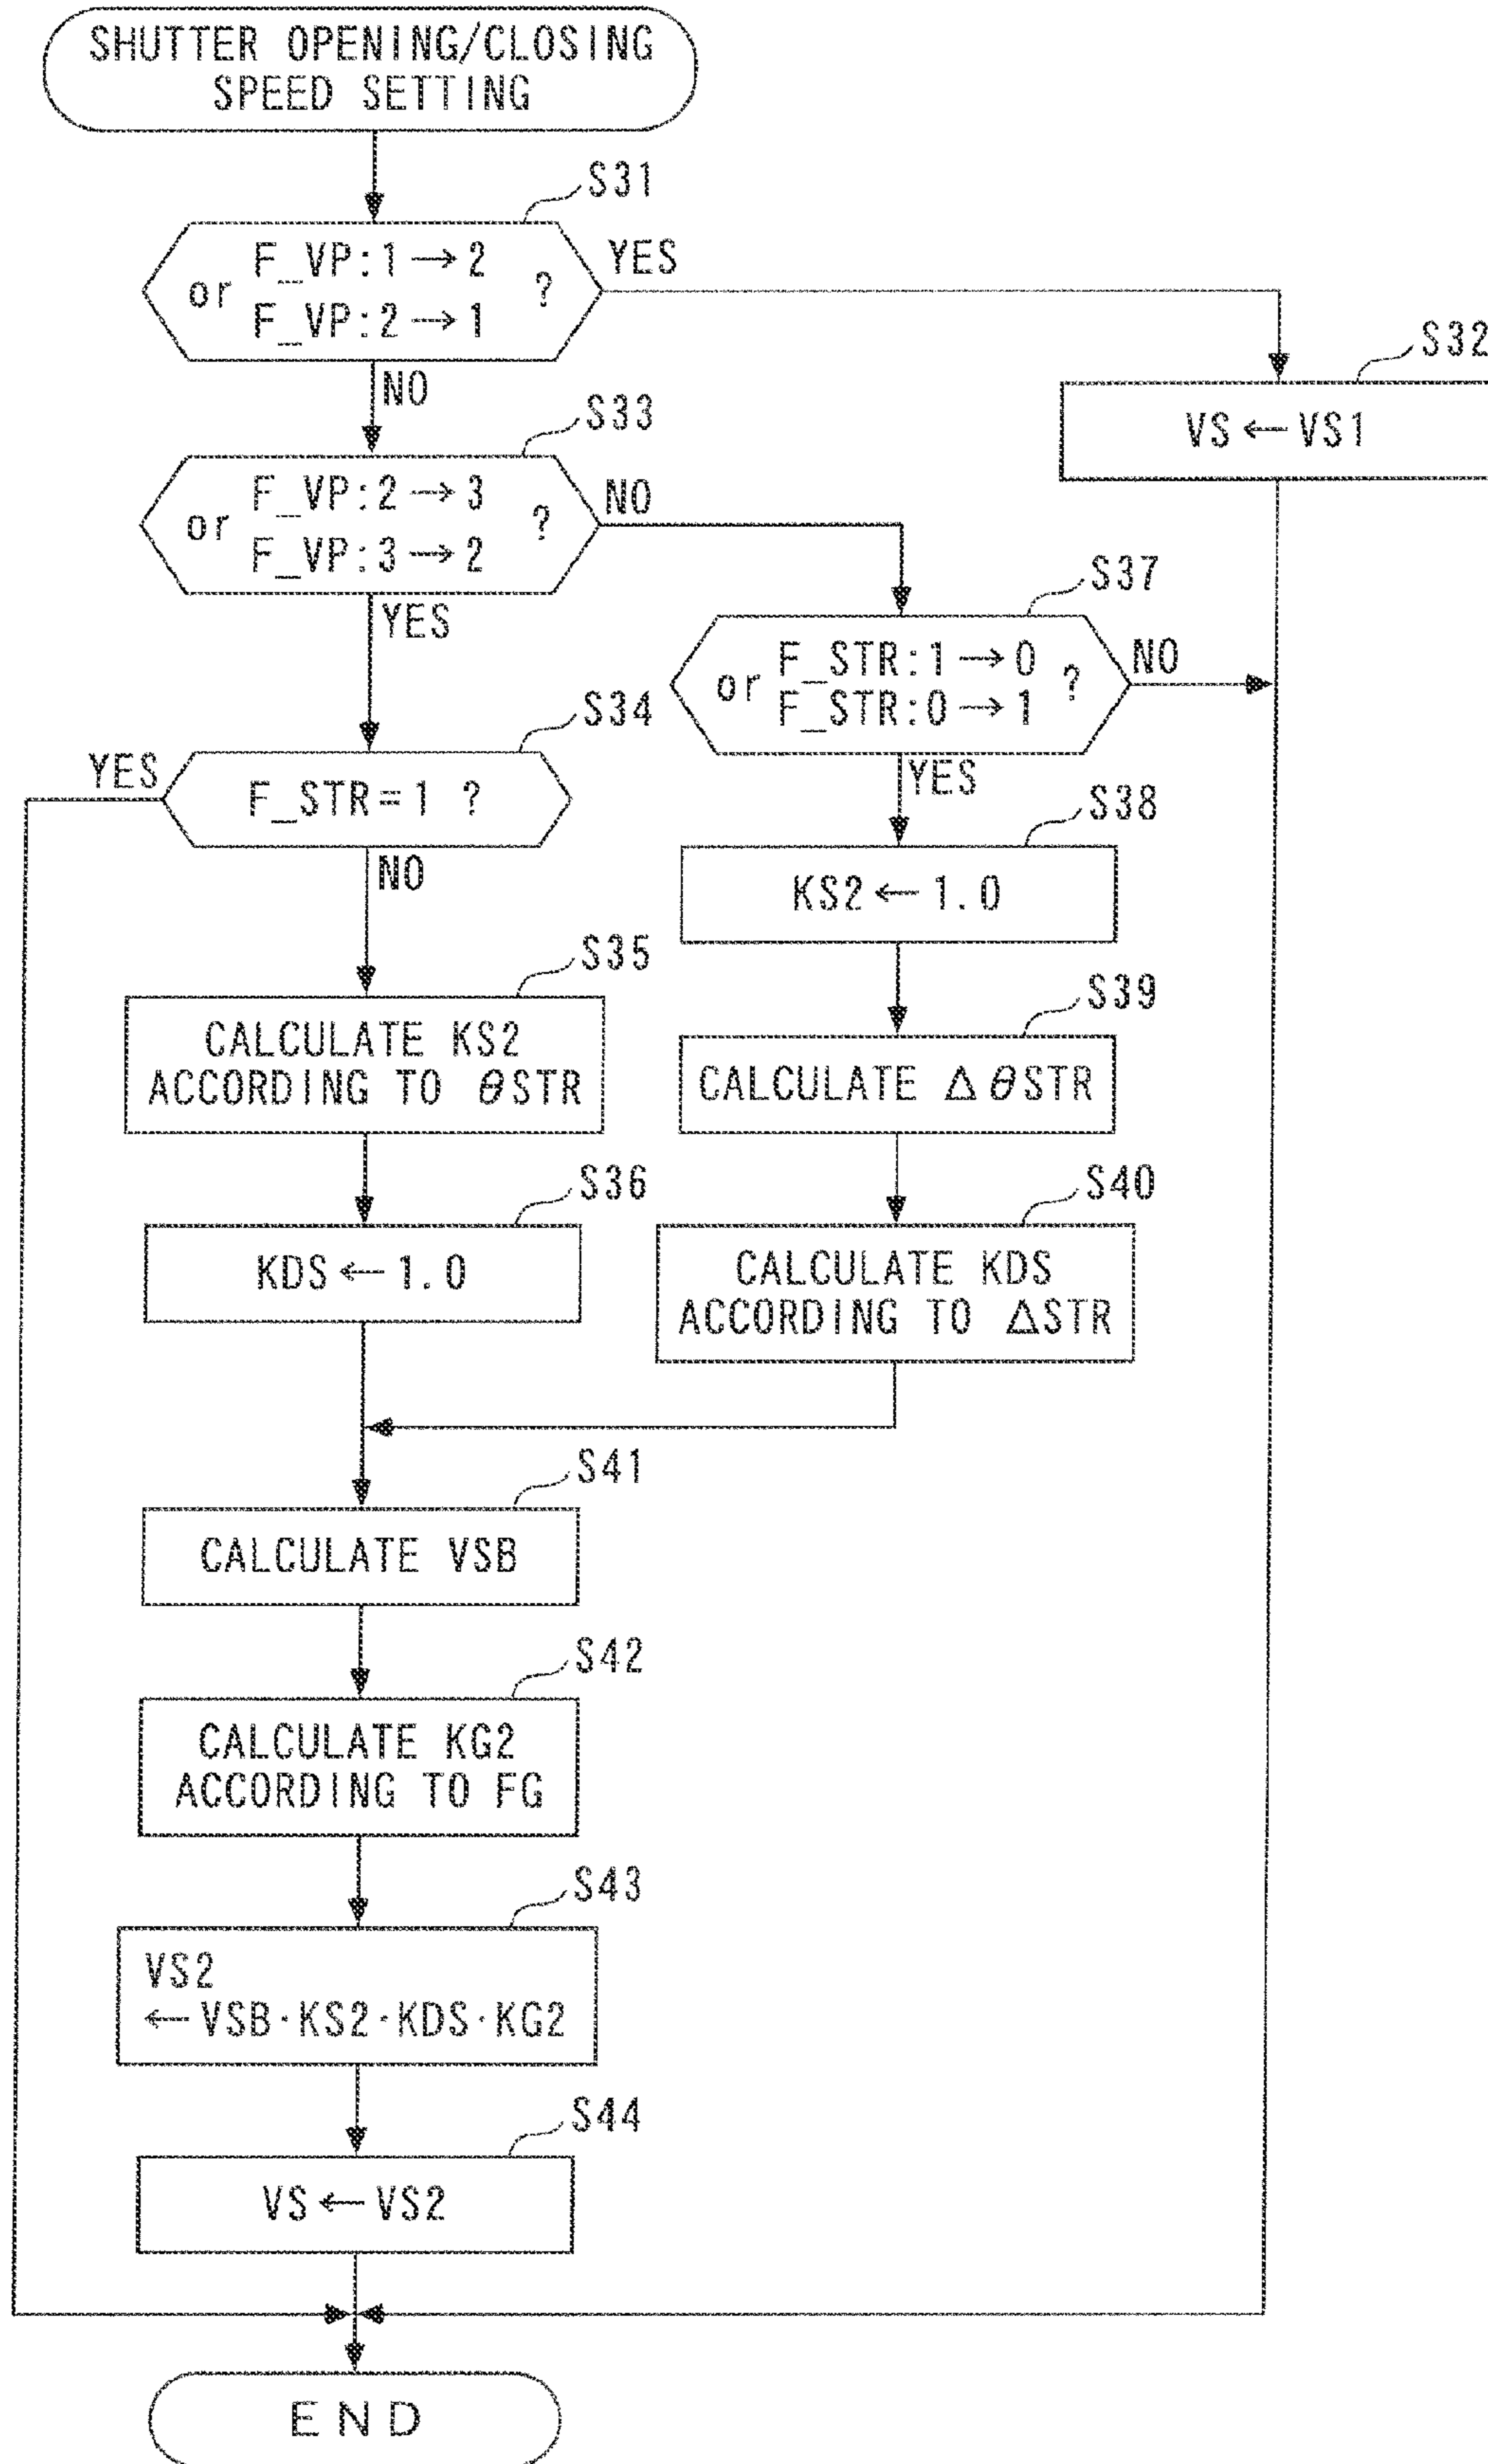 SHUTTER OPENING/CLOSING
SPEED SETTING
S31
F_VP:1→2
or ?
F_VP:2→1
YES
NO
S32
VS←VS1
S33
F_VP:2→3
or ?
F_VP:3→2
NO
YES
S37
F_STR:1→0
or ?
F_STR:0→1
NO
YES
S34
F_STR=1 ?
YES
NO
S38
KS2←1.0
S35
CALCULATE KS2
ACCORDING TO θSTR
S39
CALCULATE ΔθSTR
S36
KDS←1.0
S40
CALCULATE KDS
ACCORDING TO ΔSTR
S41
CALCULATE VSB
S42
CALCULATE KG2
ACCORDING TO FG
S43
VS2
←VSB·KS2·KDS·KG2
S44
VS←VS2
END